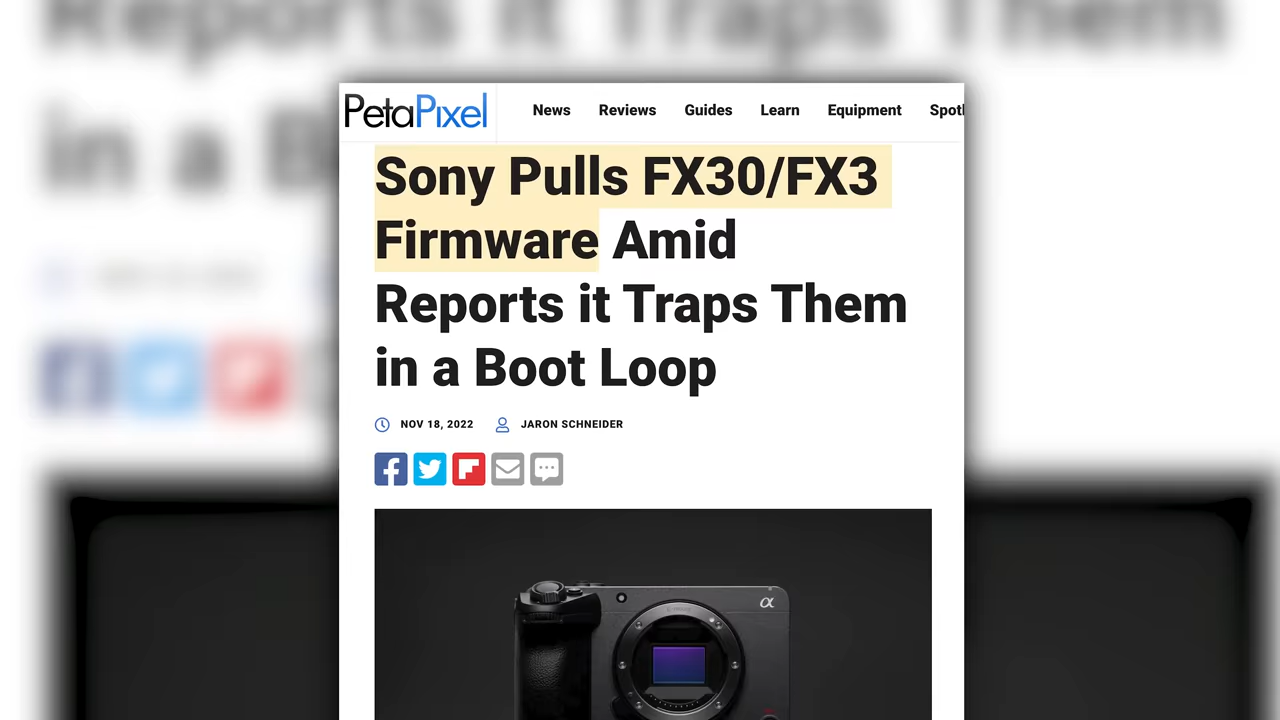 PetaPixel
News Reviews Guides Learn Equipment
Sony Pulls FX30/FX3
Firmware Amid
Reports it Traps Them
in a Boot Loop
NOV 18, 2022 JARON SCHNEIDER
α